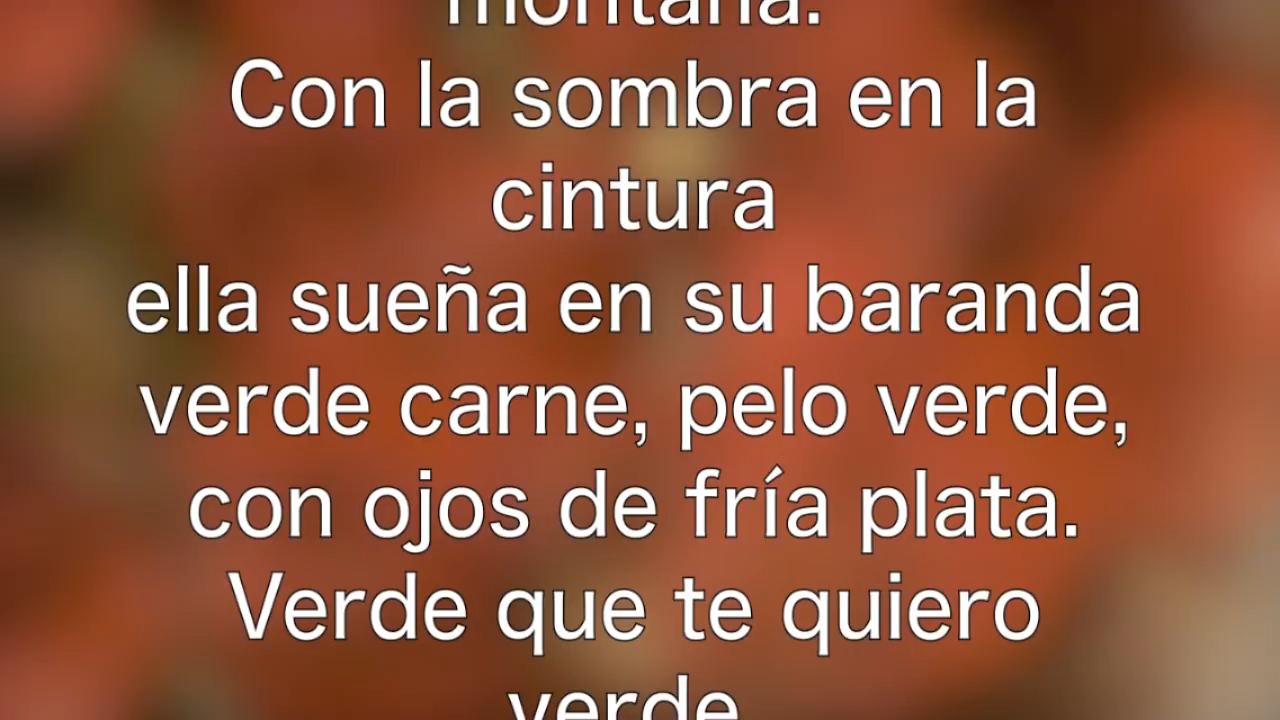 montaña.
Con la sombra en la
cintura
ella sueña en su baranda
verde carne, pelo verde,
con ojos de fría plata.
Verde que te quiero
verde